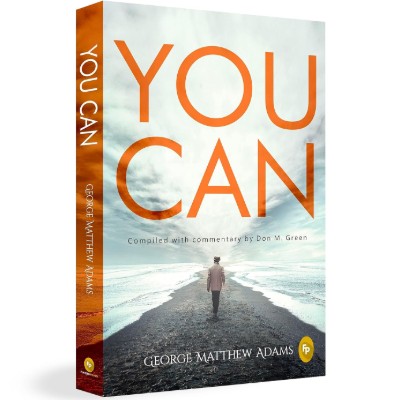 YOU CAN
GEORGE MATTHEW ADAMS
YOU
CAN
Compiled with commentary by Don M. Green
GEORGE MATTHEW ADAMS
FP